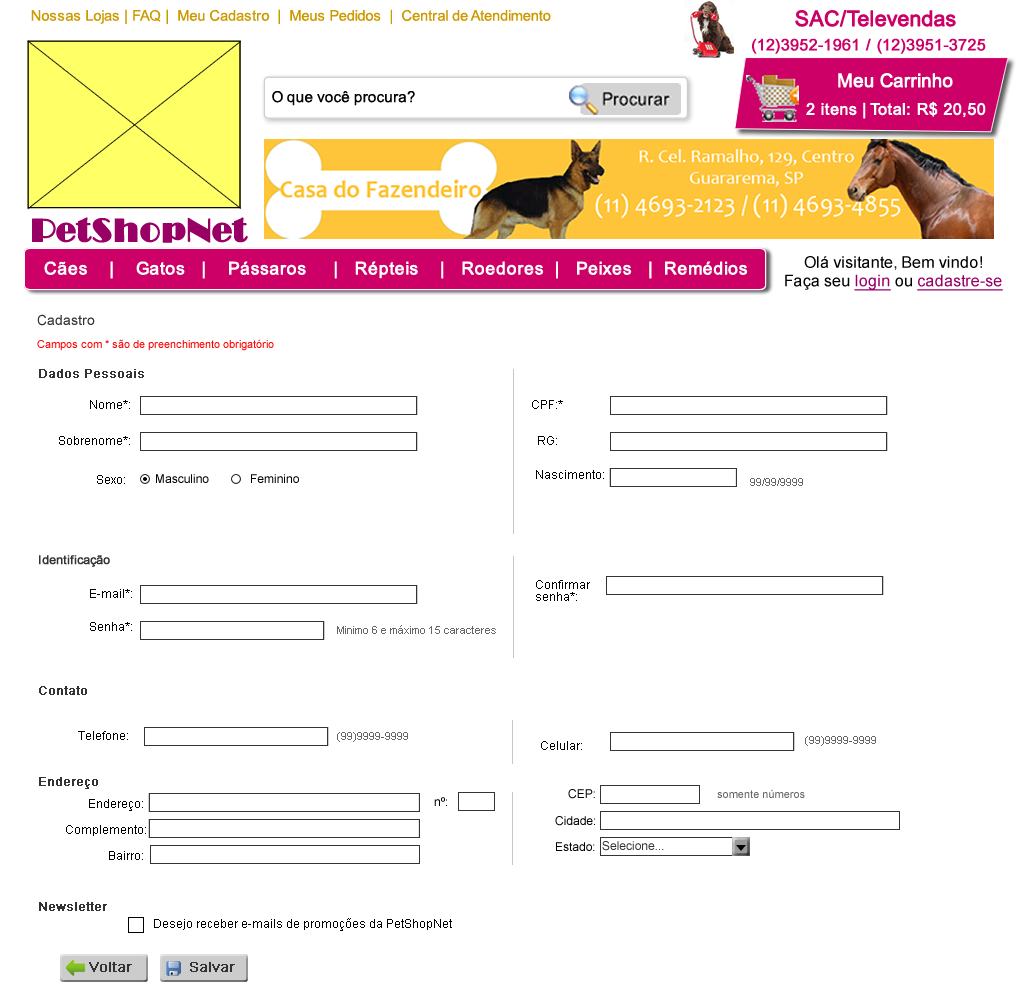 Nossas Lojas | FAQ | Meu Cadastro | Meus Pedidos | Central de Atendimento
SAC/Televendas
(12)3952-1961 / (12)3951-3725
Meu Carrinho
2 itens | Total: R$ 20,50
O que você procura?
Procurar
PetShopNet
Casa do Fazendeiro
R. Cel. Ramalho, 129, Centro
Guararema, SP
(11) 4693-2123 / (11) 4693-4855
Cães | Gatos | Pássaros | Répteis | Roedores | Peixes | Remédios
Olá visitante, Bem vindo!
Faça seu login ou cadastre-se
Cadastro
Campos com * são de preenchimento obrigatório
Dados Pessoais
Nome*:
CPF:*
Sobrenome*:
RG:
Sexo: Masculino Feminino
Nascimento: 99/99/9999
Identificação
E-mail*:
Confirmar
senha*:
Senha*: Minimo 6 e máximo 15 caracteres
Contato
Telefone: (99)9999-9999
Celular: (99)9999-9999
Endereço
Endereço: nº:
CEP: somente números
Complemento:
Cidade:
Bairro:
Estado: Selecione...
Newsletter
Desejo receber e-mails de promoções da PetShopNet
Voltar
Salvar